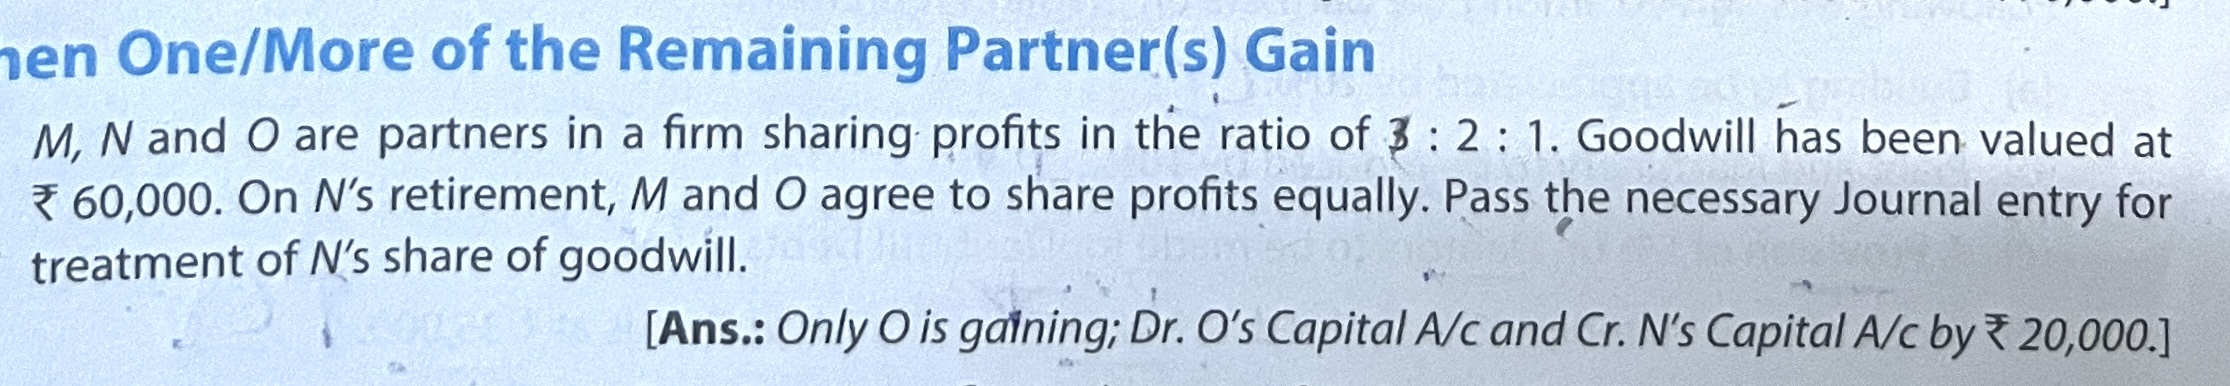 hen One/More of the Remaining Partner(s) Gain
M, N and O are partners in a firm sharing profits in the ratio of 3 : 2 : 1. Goodwill has been valued at
₹ 60,000. On N's retirement, M and O agree to share profits equally. Pass the necessary Journal entry for
treatment of N's share of goodwill.
[Ans.: Only O is gaining; Dr. O's Capital A/c and Cr. N's Capital A/c by ₹ 20,000.]